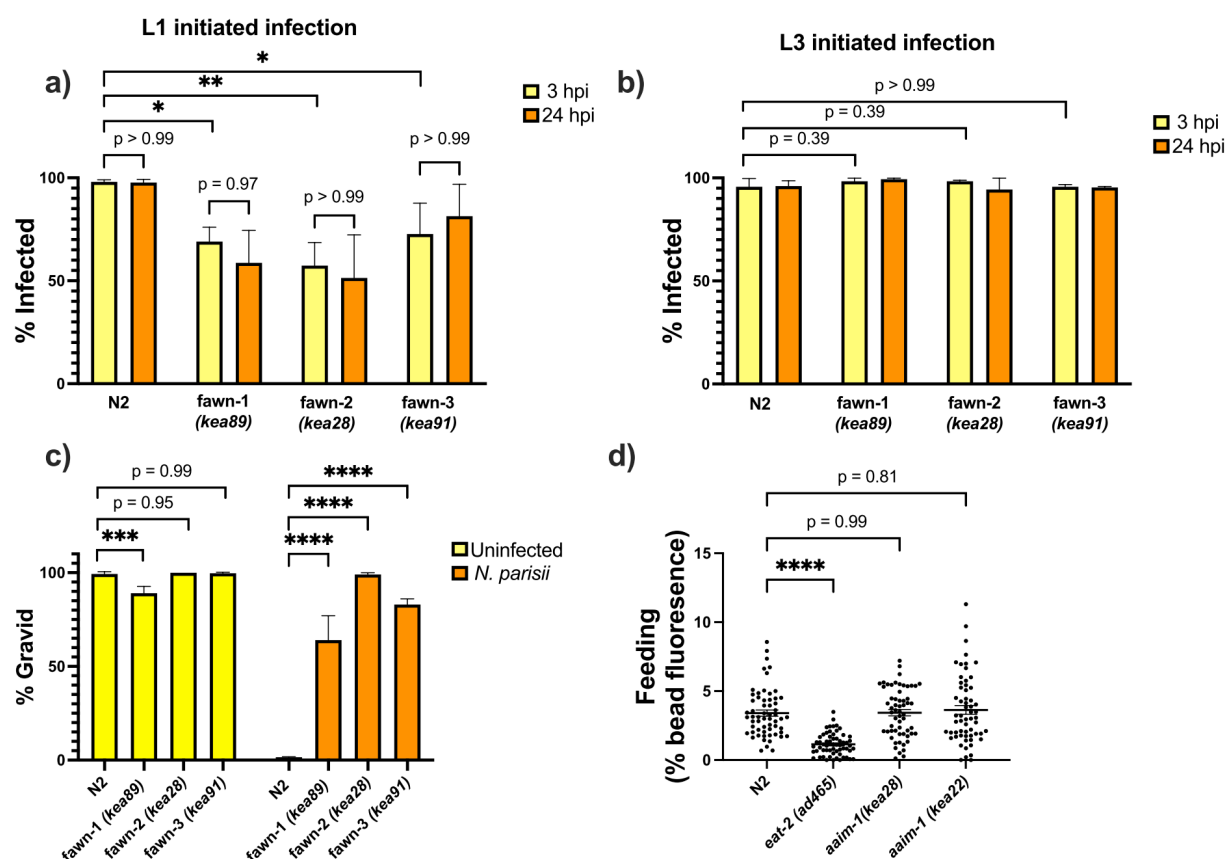 L1 initiated infection
a)
*
**
*
p > 0.99
p = 0.97
p > 0.99
p > 0.99
3 hpi
24 hpi
% Infected
100
50
0
N2
fawn-1
(kea89)
fawn-2
(kea28)
fawn-3
(kea91)
L3 initiated infection
b)
p > 0.99
p = 0.39
p = 0.39
3 hpi
24 hpi
% Infected
100
50
0
N2
fawn-1
(kea89)
fawn-2
(kea28)
fawn-3
(kea91)
c)
p = 0.99
p = 0.95
***
****
****
****
Uninfected
N. parisii
% Gravid
100
50
0
N2
fawn-1 (kea89)
fawn-2 (kea28)
fawn-3 (kea91)
N2
fawn-1 (kea89)
fawn-2 (kea28)
fawn-3 (kea91)
d)
p = 0.81
p = 0.99
****
Feeding
(% bead fluoresence)
15
10
5
0
N2
eat-2 (ad465)
aaim-1(kea28)
aaim-1 (kea22)